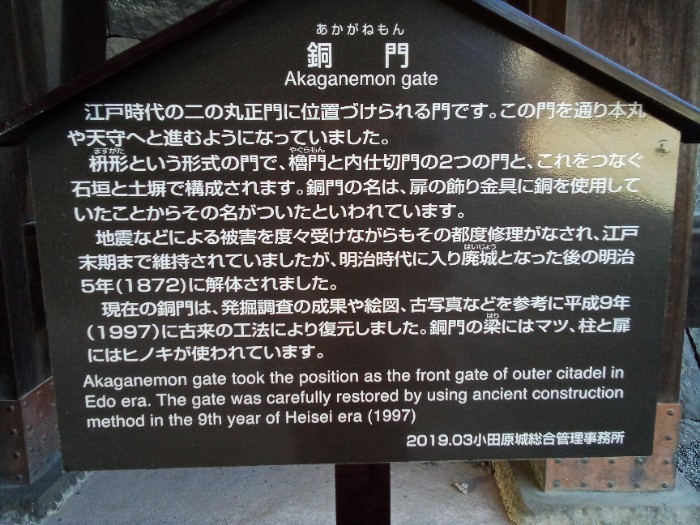 あかがねもん
銅 門
Akaganemon gate
江戸時代の二の丸正門に位置づけられる門です。この門を通り本丸
や天守へと進むようになっていました。
ますがた やぐらもん
枡形という形式の門で、櫓門と内仕切門の2つの門と、これをつなぐ
石垣と土塀で構成されます。銅門の名は、扉の飾り金具に銅を使用して
いたことからその名がついたといわれています。
地震などによる被害を度々受けながらもその都度修理がなされ、江戸
はいじょう
末期まで維持されていましたが、明治時代に入り廃城となった後の明治
5年(1872)に解体されました。
現在の銅門は、発掘調査の成果や絵図、古写真などを参考に平成9年
はり
(1997)に古来の工法により復元しました。銅門の梁にはマツ、柱と扉
にはヒノキが使われています。
Akaganemon gate took the position as the front gate of outer citadel in
Edo era. The gate was carefully restored by using ancient construction
method in the 9th year of Heisei era (1997)
2019.03小田原城総合管理事務所